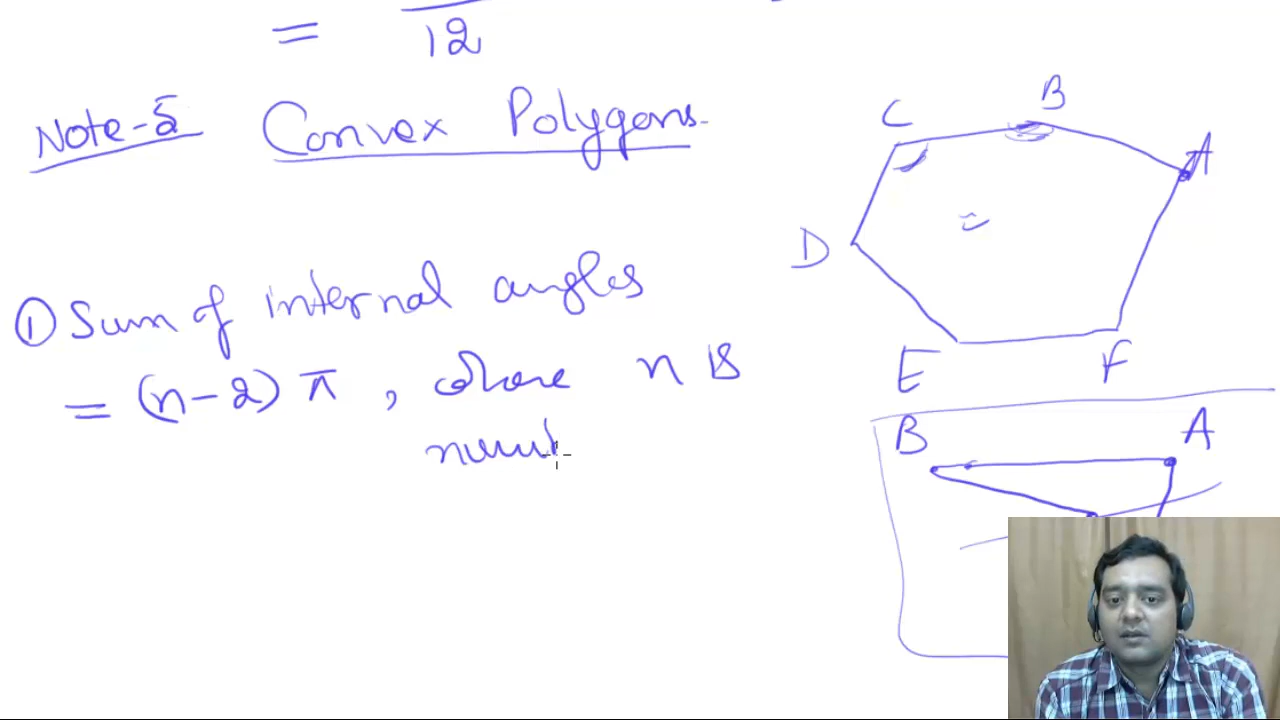 = 12
Note-5 Convex Polygons.
① Sum of internal angles
= (n-2) π , where n is
numb
B
C
A
D
E
F
B
A